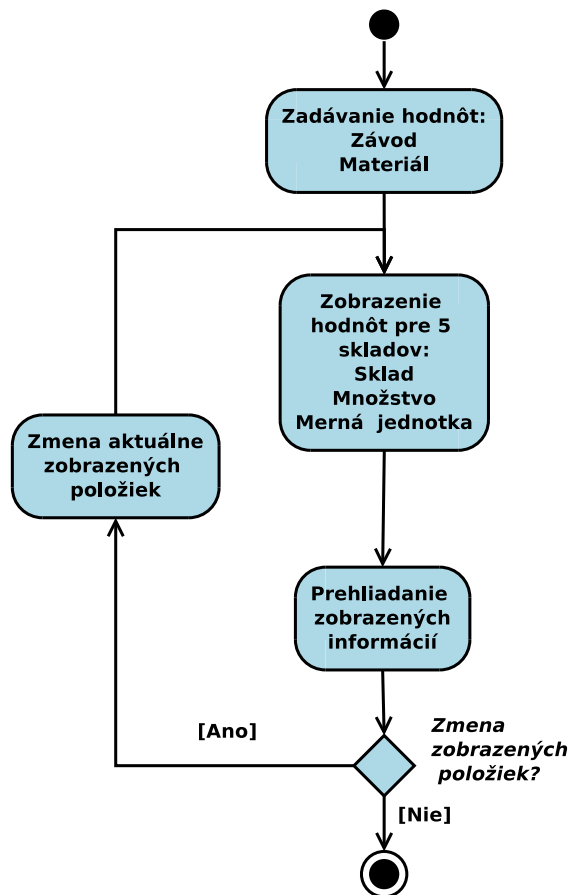 Zadávanie hodnôt:
Závod
Materiál
Zobrazenie
hodnôt pre 5
skladov:
Sklad
Množstvo
Merná  jednotka
Zmena aktuálne
zobrazených
položiek
Prehliadanie
zobrazených
informácií
[Ano]
Zmena
zobrazených
položiek?
[Nie]